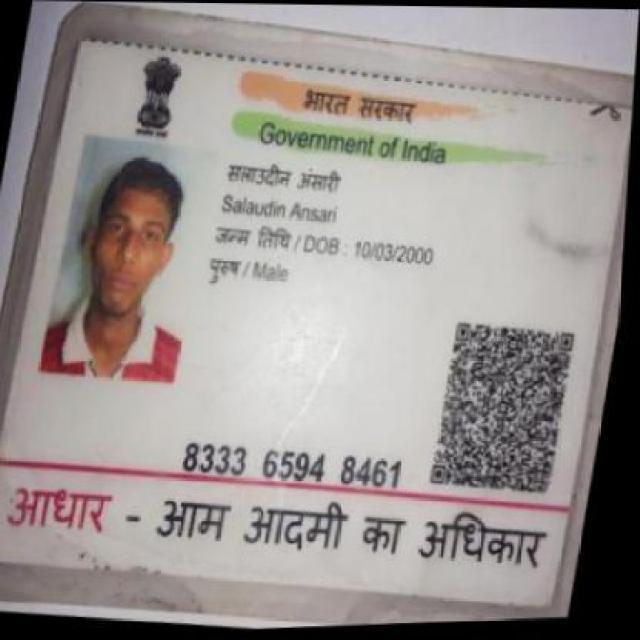 भारत सरकार
Government of India
सलाउदीन अंसारी
Salaudin Ansari
जन्म तिथि / DOB : 10/03/2000
पुरुष / Male
8333 6594 8461
आधार - आम आदमी का अधिकार